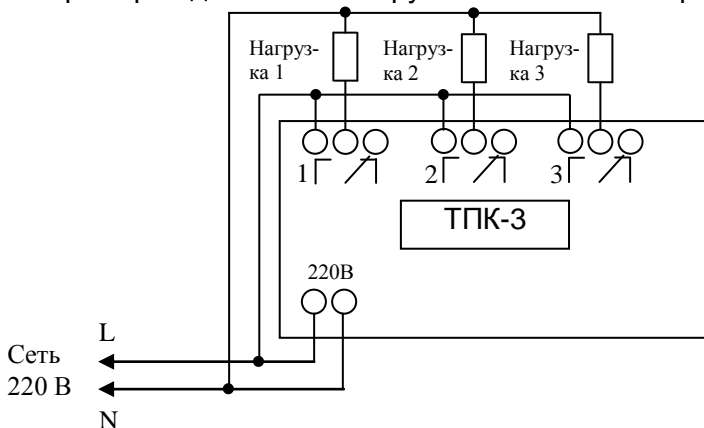 Нагруз-
ка 1
Нагруз-
ка 2
Нагруз-
ка 3
1
2
3
ТПК-3
220В
L
Сеть
220 В
N